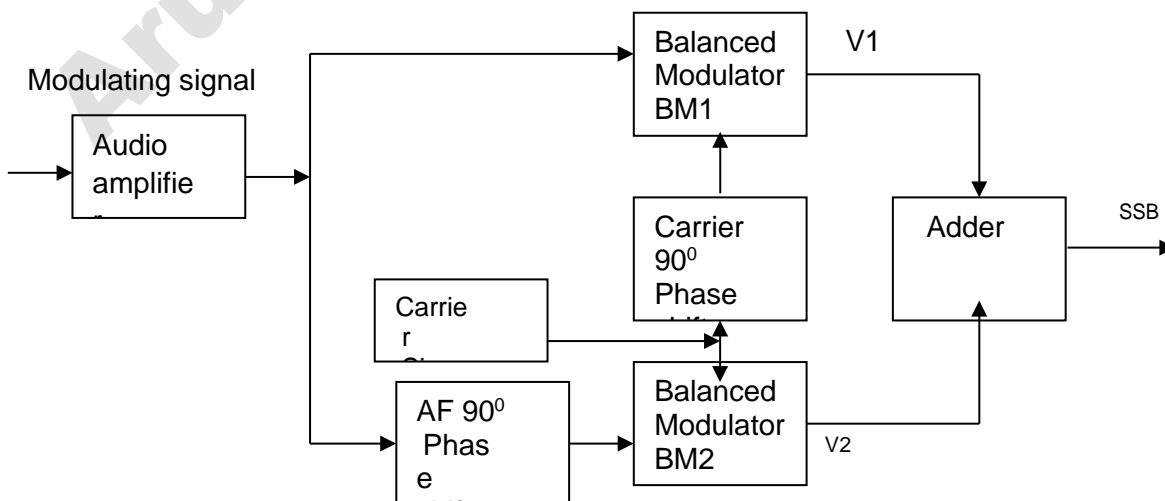 Modulating signal
Audio
amplifie
Balanced
Modulator
BM1
V1
Carrier
90⁰
Phase
Adder
SSB
Carrie
r
AF 90⁰
Phas
e
Balanced
Modulator
BM2
V2